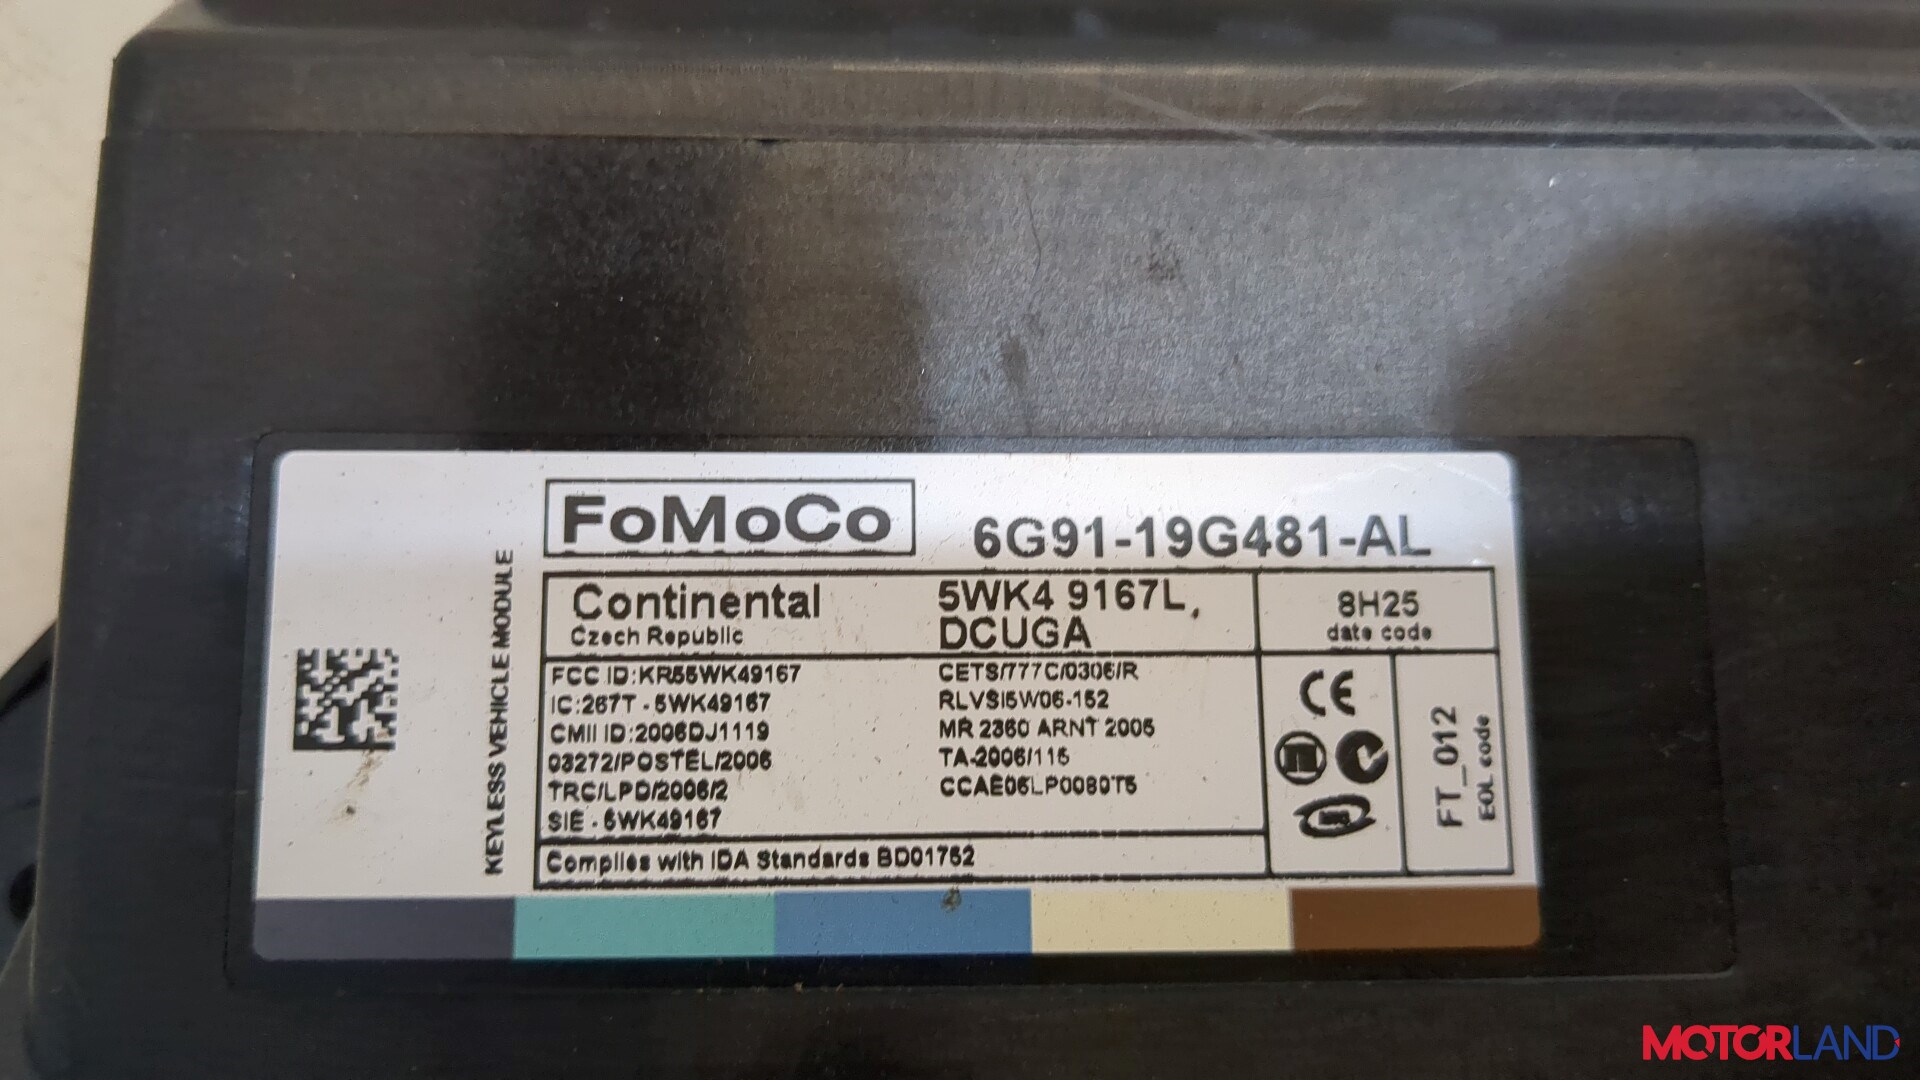 FoMoCo 6G91-19G481-AL
KEYLESS VEHICLE MODULE
Continental
Czech Republic
5WK4 9167L,
DCUGA
8H25
date code
FCC ID:KR55WK49167
IC:267T - 5WK49167
CMII ID:2006DJ1119
03272/POSTEL/2006
TRC/LPD/2006/2
SIE - 5WK49167
CETS/777C/0306/R
RLVSI5W06-152
MR 2360 ARNT 2006
TA-2006/115
CCAE06LP0080T5
CE
FT_012
EOL code
Complies with IDA Standards BD01752
MOTORLAND